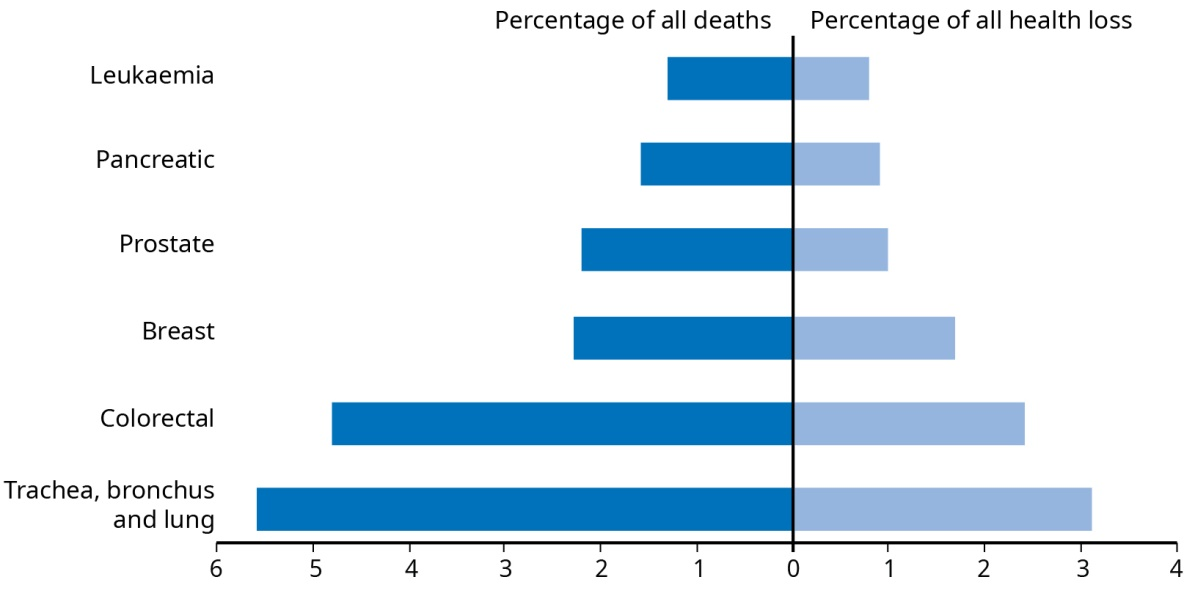 Percentage of all deaths
Percentage of all health loss
Leukaemia
Pancreatic
Prostate
Breast
Colorectal
Trachea, bronchus
and lung
6 5 4 3 2 1 0 1 2 3 4